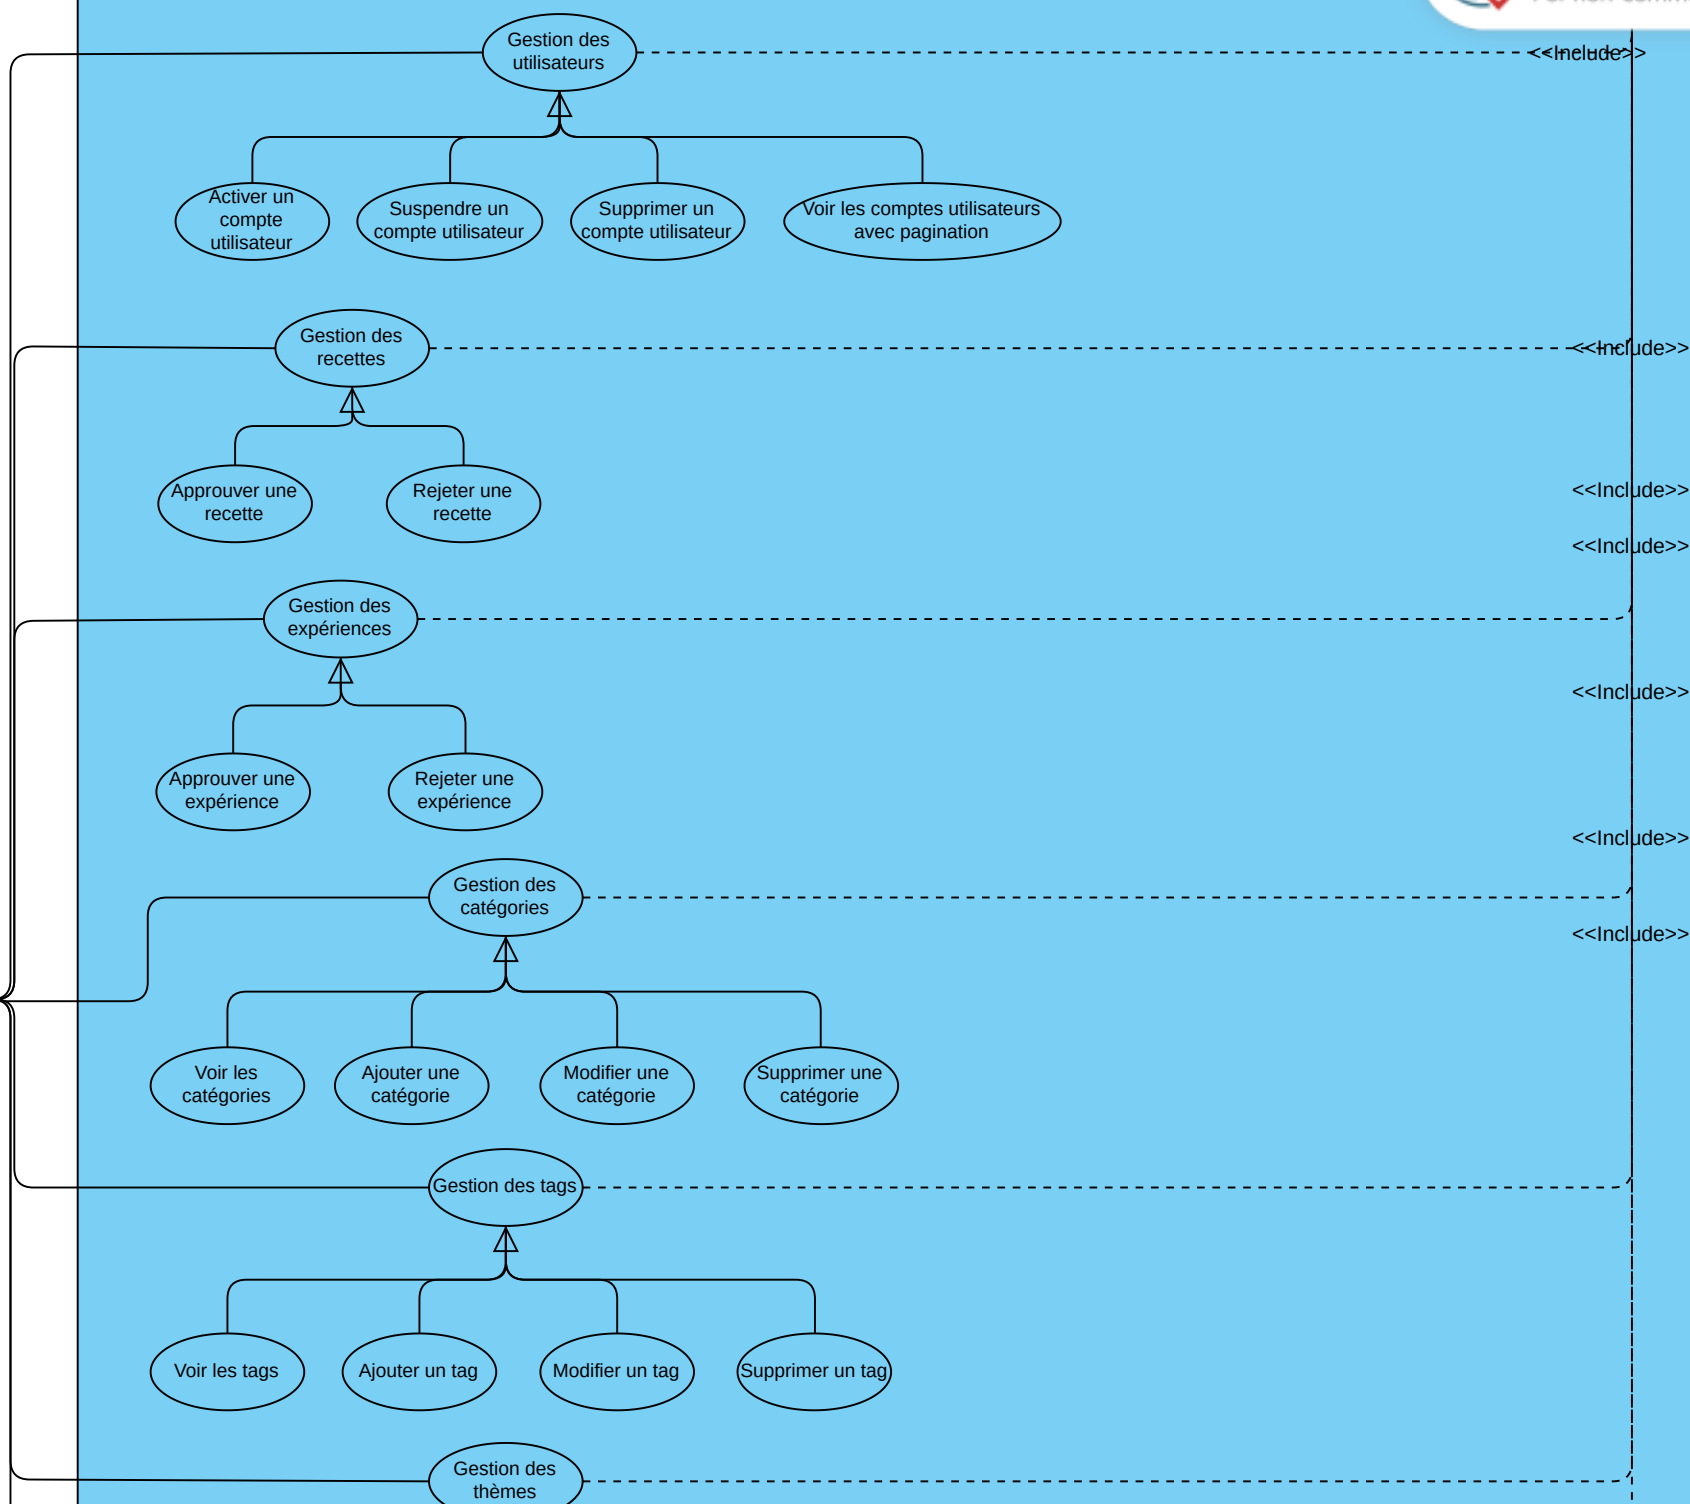 Gestion des
utilisateurs
<<Include>>
Activer un
compte
utilisateur
Suspendre un
compte utilisateur
Supprimer un
compte utilisateur
Voir les comptes utilisateurs
avec pagination
Gestion des
recettes
<<Include>>
Approuver une
recette
Rejeter une
recette
<<Include>>
<<Include>>
Gestion des
expériences
<<Include>>
Approuver une
expérience
Rejeter une
expérience
<<Include>>
Gestion des
catégories
<<Include>>
Voir les
catégories
Ajouter une
catégorie
Modifier une
catégorie
Supprimer une
catégorie
Gestion des tags
Voir les tags
Ajouter un tag
Modifier un tag
Supprimer un tag
Gestion des
thèmes